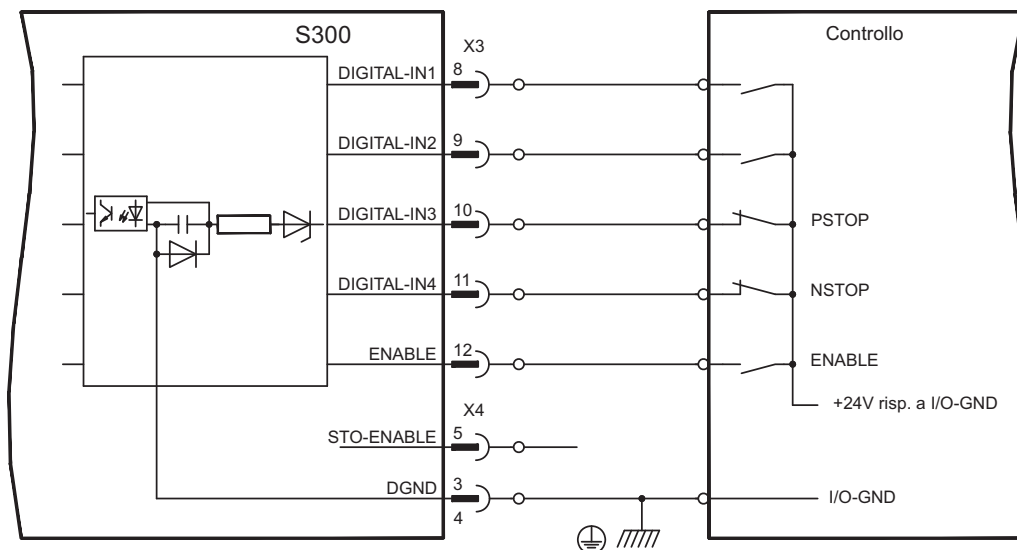 S300
Controllo
X3
DIGITAL-IN1
8
DIGITAL-IN2
9
DIGITAL-IN3
10
PSTOP
DIGITAL-IN4
11
NSTOP
ENABLE
12
ENABLE
+24V risp. a I/O-GND
X4
STO-ENABLE
5
DGND
3
I/O-GND
4